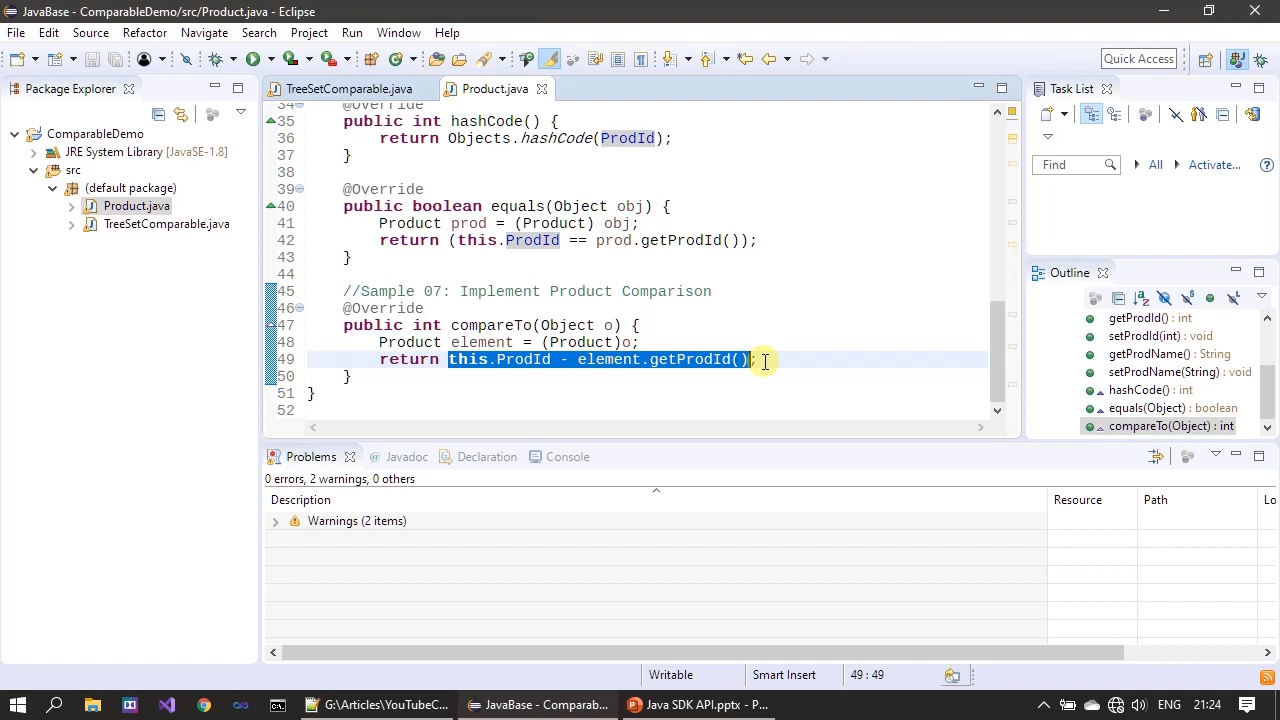 JavaBase - ComparableDemo/src/Product.java - Eclipse
File Edit Source Refactor Navigate Search Project Run Window Help
Quick Access
Package Explorer
ComparableDemo
JRE System Library [JavaSE-1.8]
src
(default package)
Product.java
TreeSetComparable.java
TreeSetComparable.java Product.java
34 @Override
35 public int hashCode() {
36 return Objects.hashCode(ProdId);
37 }
38
39 @Override
40 public boolean equals(Object obj) {
41 Product prod = (Product) obj;
42 return (this.ProdId == prod.getProdId());
43 }
44
45 //Sample 07: Implement Product Comparison
46 @Override
47 public int compareTo(Object o) {
48 Product element = (Product)o;
49 return this.ProdId - element.getProdId();
50 }
51 }
52
Task List
Find All Activate...
Outline
getProdId() : int
setProdId(int) : void
getProdName() : String
setProdName(String) : void
hashCode() : int
equals(Object) : boolean
compareTo(Object) : int
Problems Javadoc Declaration Console
0 errors, 2 warnings, 0 others
Description Resource Path Lo
Warnings (2 items)
Writable Smart Insert 49 : 49
G:\Articles\YouTubeC... JavaBase - Comparab... Java SDK API.pptx - P... ENG 21:24